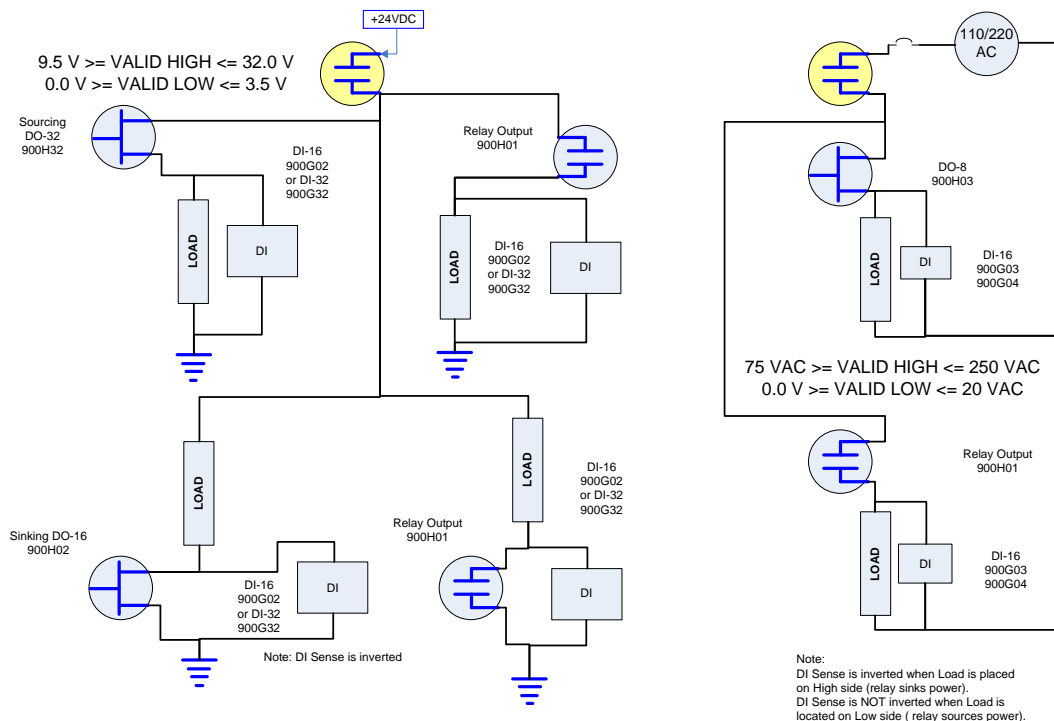 +24VDC
9.5 V >= VALID HIGH <= 32.0 V
0.0 V >= VALID LOW <= 3.5 V
Sourcing
DO-32
900H32
DI-16
900G02
or DI-32
900G32
LOAD
DI
Relay Output
900H01
DI-16
900G02
or DI-32
900G32
LOAD
DI
LOAD
Sinking DO-16
900H02
DI-16
900G02
or DI-32
900G32
DI
Note: DI Sense is inverted
LOAD
DI-16
900G02
or DI-32
900G32
Relay Output
900H01
DI
110/220
AC
DO-8
900H03
LOAD
DI
DI-16
900G03
900G04
75 VAC >= VALID HIGH <= 250 VAC
0.0 V >= VALID LOW <= 20 VAC
Relay Output
900H01
LOAD
DI
DI-16
900G03
900G04
Note:
DI Sense is inverted when Load is placed
on High side (relay sinks power).
DI Sense is NOT inverted when Load is
located on Low side ( relay sources power).